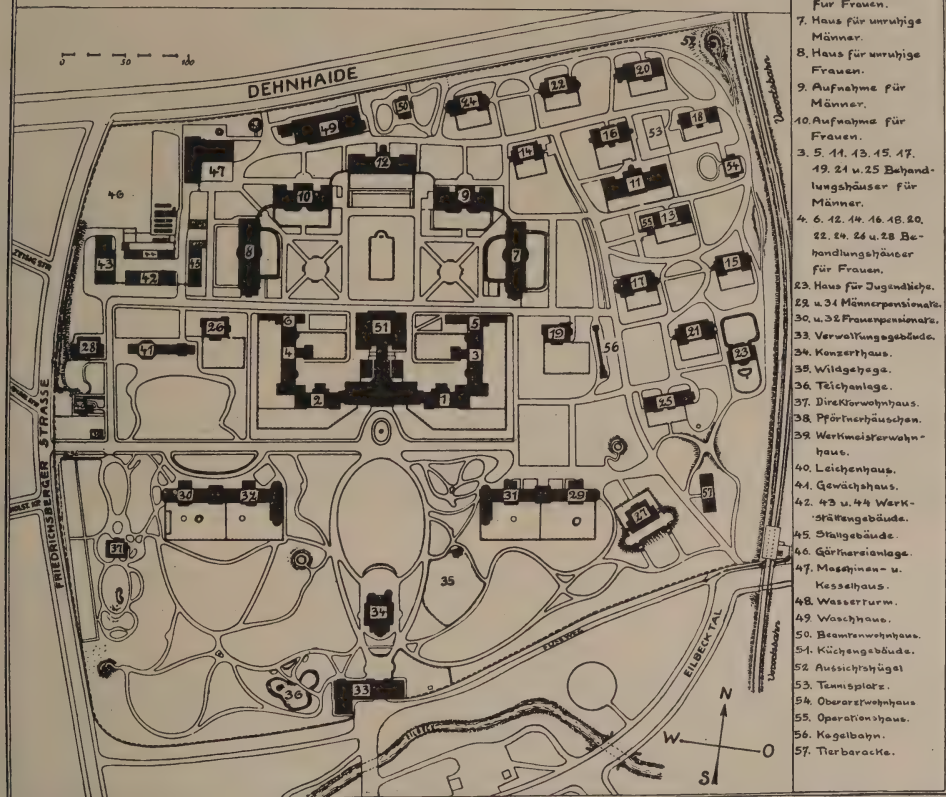 für Frauen.
7. Haus für unruhige
Männer.
8. Haus für unruhige
Frauen.
9. Aufnahme für
Männer.
10. Aufnahme für
Frauen.
3. 5. 11. 13. 15. 17.
19. 21 u. 25 Behand-
lungshäuser für
Männer.
4. 6. 12. 14. 16. 18. 20.
22. 24. 26 u. 28 Be-
handlungshäuser
für Frauen.
23. Haus für Jugendliche.
29. u. 31 Männerpensionate.
30. u. 32 Frauenpensionate.
33. Verwaltungsgebäude.
34. Konzerthaus.
35. Wildgehege.
36. Teichanlage.
37. Direktorwohnhaus.
38. Pförtnerhäuschen.
39. Werkmeisterwohn-
haus.
40. Leichenhaus.
41. Gewächshaus.
42. 43 u. 44 Werk-
stättengebäude.
45. Stallgebäude.
46. Gärtnereianlage.
47. Maschinen- u.
Kesselhaus.
48. Wasserturm.
49. Waschhaus.
50. Beamtenwohnhaus.
51. Küchengebäude.
52 Aussichtshügel
53. Tennisplatz.
54. Oberarztwohnhaus
55. Operationshaus.
56. Kegelbahn.
57. Tierbaracke.
0 50 100
DEHNHAIDE
52
20
22
24
50
49
18
53
16
47
12
14
46
11
34
10
9
13
55
8
7
43
44
45
42
15
17
6
51
5
26
19
21
28
41
4
3
56
23
2
1
25
FRIEDRICHSBERGER STRASSE
30
32
31
29
57
27
37
35
34
36
33
EILBECKTAL
N
W
O
S